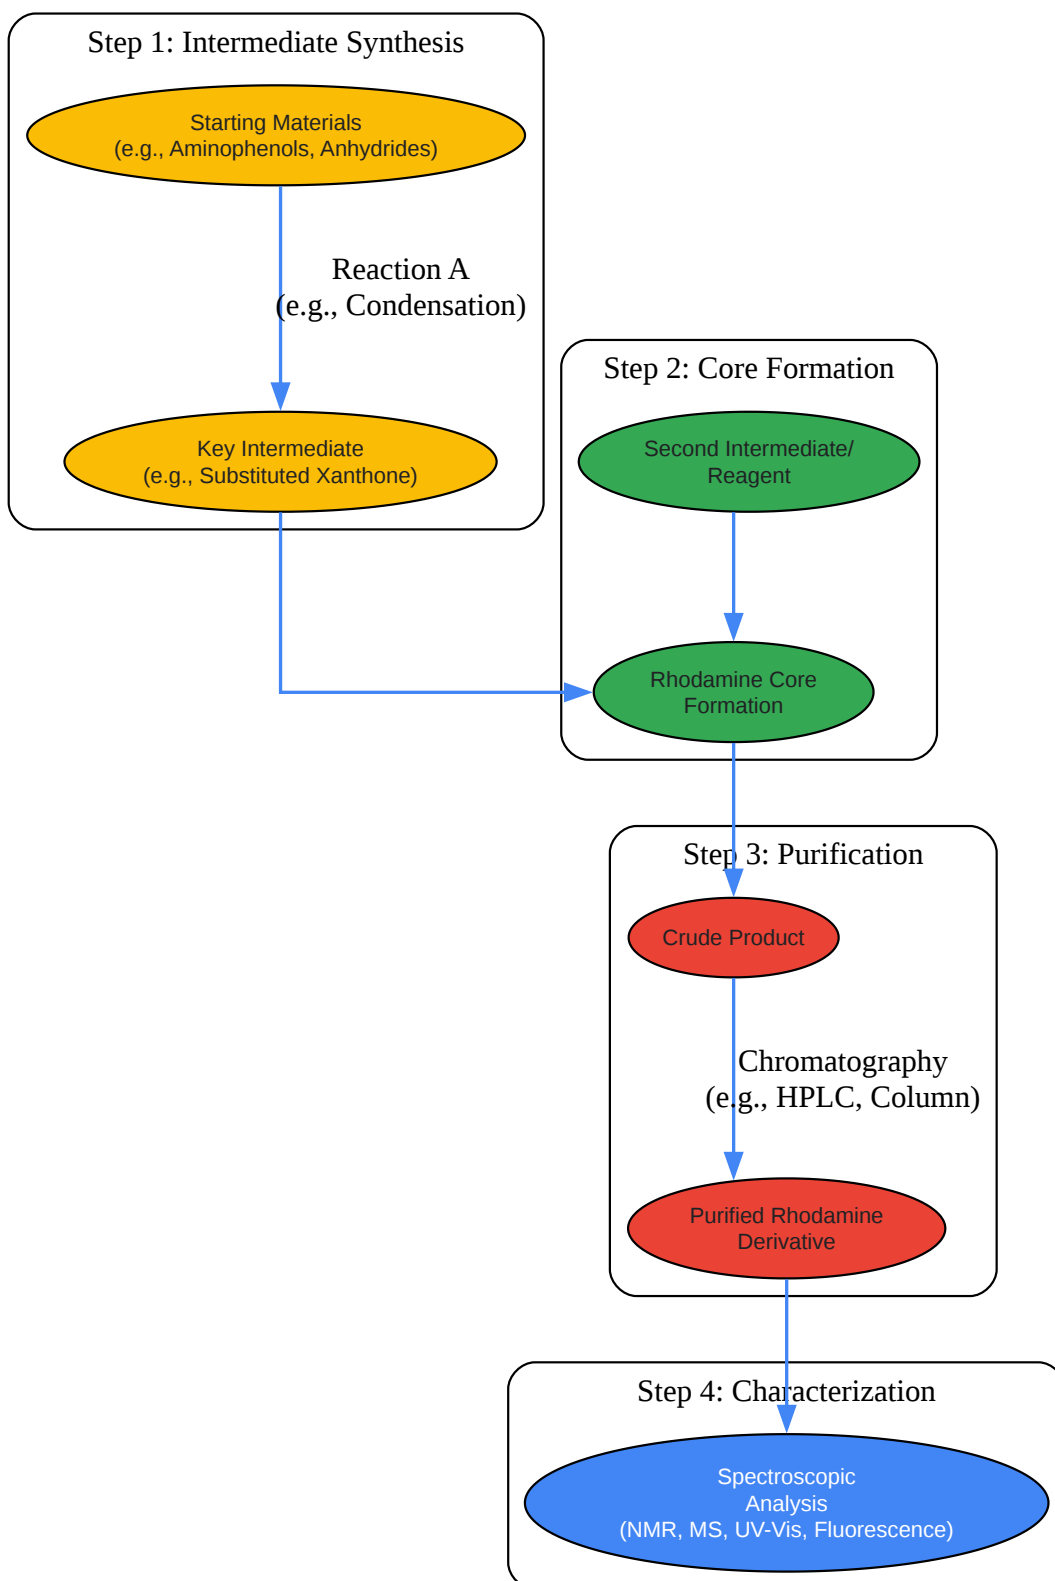 Step 1: Intermediate Synthesis
Starting Materials
(e.g., Aminophenols, Anhydrides)
Reaction A
(e.g., Condensation)
Key Intermediate
(e.g., Substituted Xanthone)
Step 2: Core Formation
Second Intermediate/
Reagent
Rhodamine Core
Formation
Step 3: Purification
Crude Product
Chromatography
(e.g., HPLC, Column)
Purified Rhodamine
Derivative
Step 4: Characterization
Spectroscopic
Analysis
(NMR, MS, UV-Vis, Fluorescence)